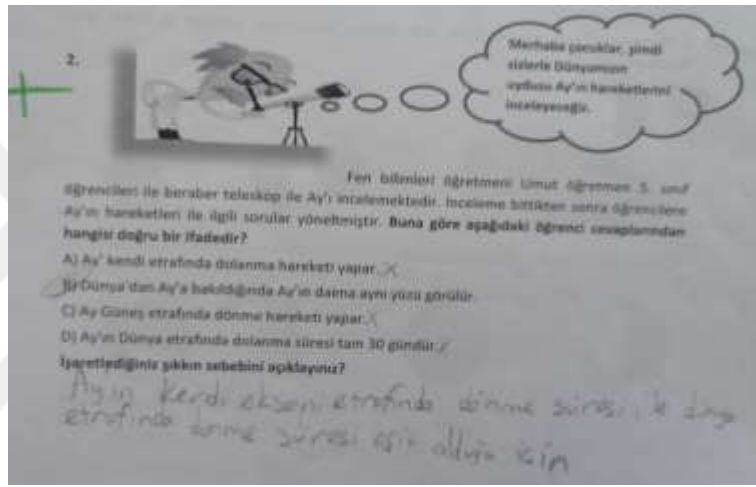 2.
Merhaba çocuklar, şimdi
sizlerle Dünyamızın
uydusu Ay'ın hareketlerini
inceleyeceğiz.
Fen bilimleri öğretmeni Umut öğretmen 5. sınıf
öğrencileri ile beraber teleskop ile Ay'ı incelemektedir. İnceleme bittikten sonra öğrencilere
Ay'ın hareketleri ile ilgili sorular yöneltmiştir. Buna göre aşağıdaki öğrenci cevaplarından
hangisi doğru bir ifadedir?
A) Ay' kendi etrafında dolanma hareketi yapar. X
B) Dünya'dan Ay'a bakıldığında Ay'ın daima aynı yüzü görülür.
C) Ay Güneş etrafında dönme hareketi yapar. X
D) Ay'ın Dünya etrafında dolanma süresi tam 30 gündür.
İşaretlediğiniz şıkkın sebebini açıklayınız?
Ayın kendi ekseni etrafında dönme süresi ile
etrafında dönme süresi eşit olduğu için